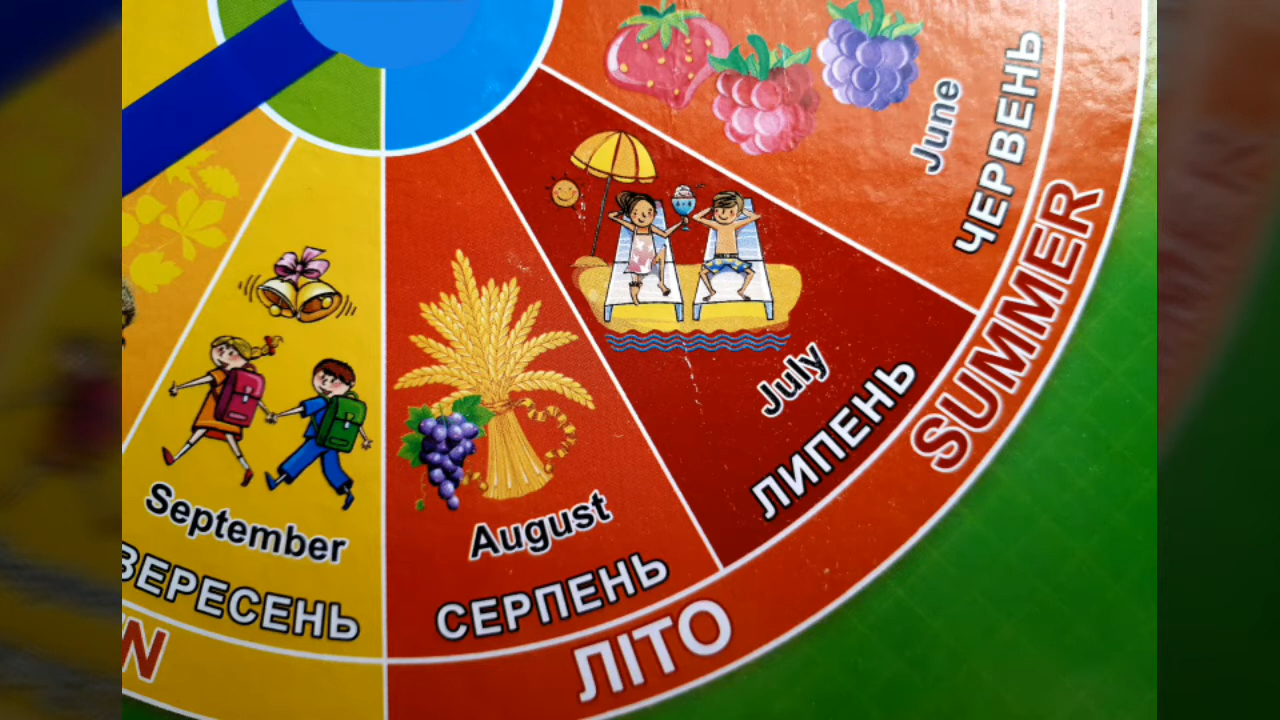 June
ЧЕРВЕНЬ
SUMMER
July
ЛИПЕНЬ
August
СЕРПЕНЬ
ЛІТО
September
ВЕРЕСЕНЬ